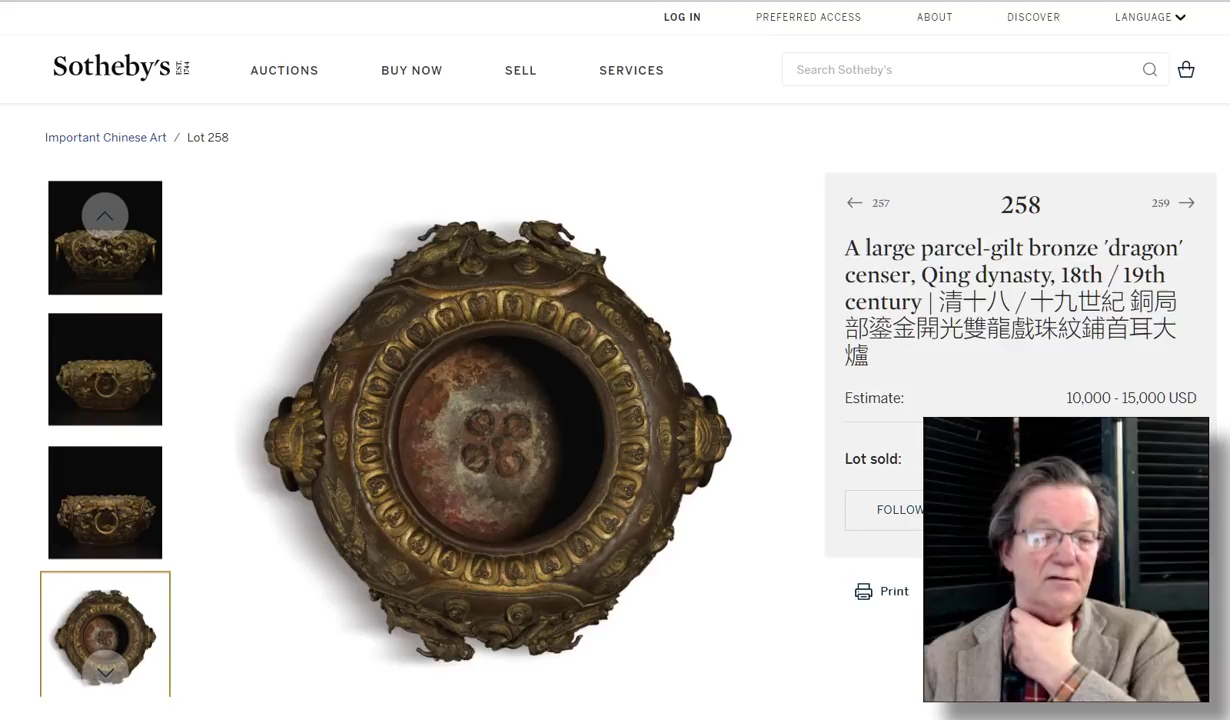 LOG IN PREFERRED ACCESS ABOUT DISCOVER LANGUAGE
Sotheby's EST. 1744 AUCTIONS BUY NOW SELL SERVICES Search Sotheby's
Important Chinese Art / Lot 258
← 257 258 259 →
A large parcel-gilt bronze 'dragon'
censer, Qing dynasty, 18th / 19th
century | 清十八 / 十九世紀 銅局
部鎏金開光雙龍戲珠紋鋪首耳大
爐
Estimate: 10,000 - 15,000 USD
Lot sold:
FOLLOW
Print